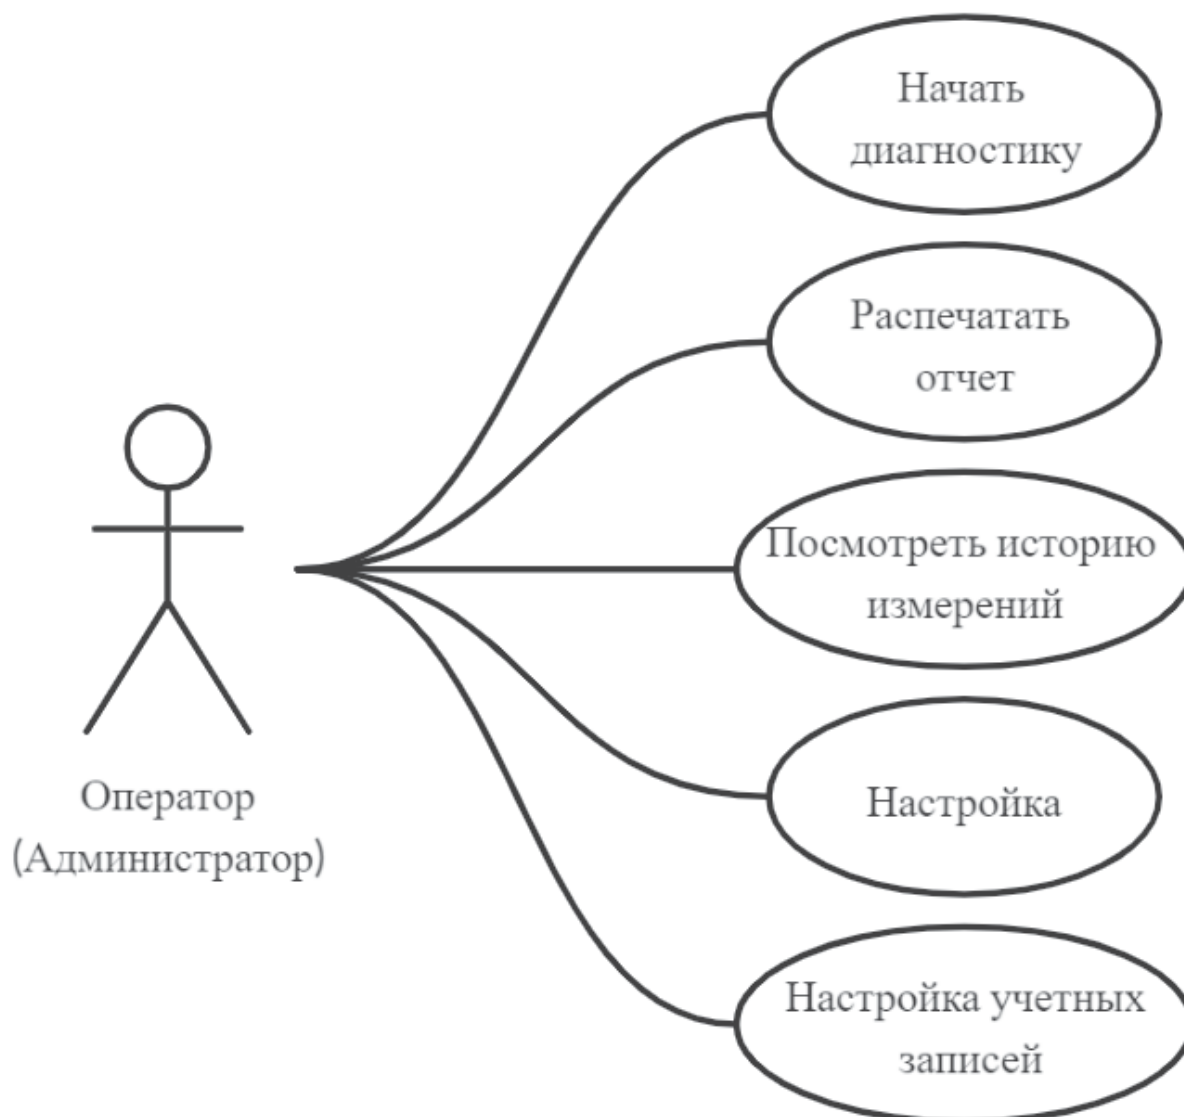 Начать
диагностику
Распечатать
отчет
Посмотреть историю
измерений
Оператор
(Администратор)
Настройка
Настройка учетных
записей